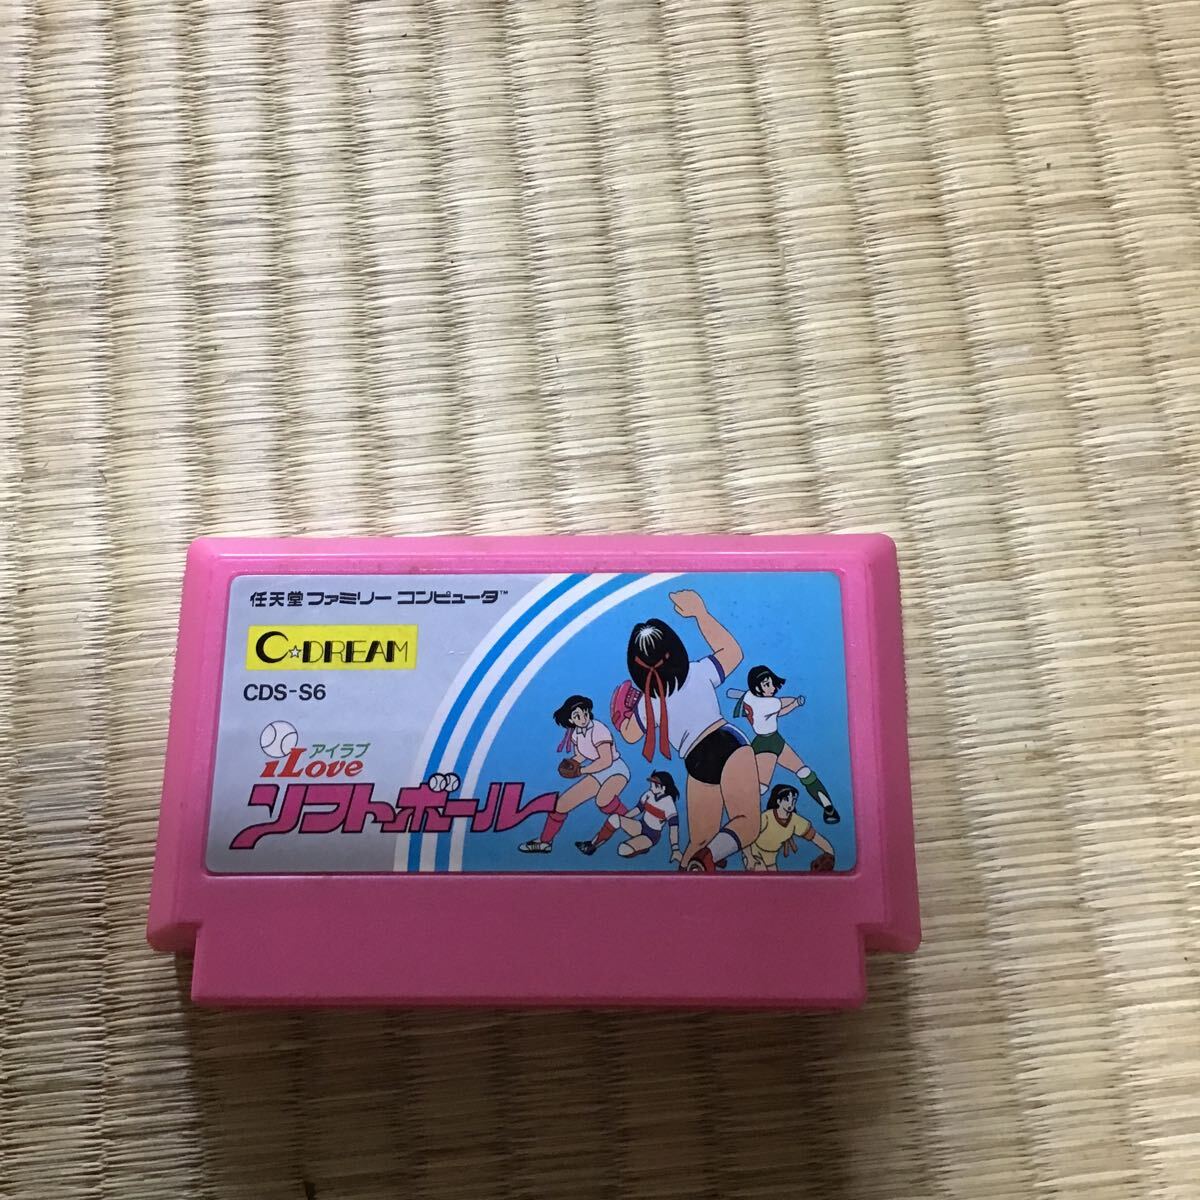 任天堂 ファミリー コンピュータ™
C☆DREAM
CDS-S6
アイラブ
iLove
ソフトボール